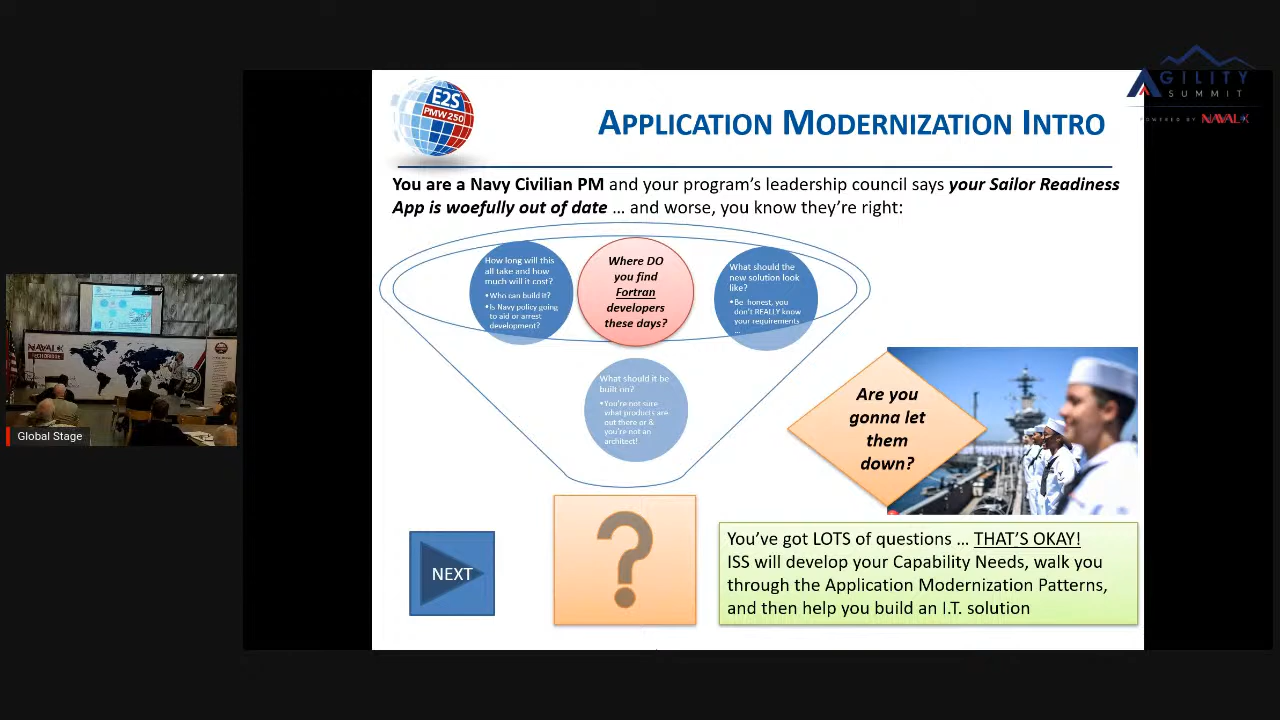 AGILITY
SUMMIT
POWERED BY NAVALX
E2S
PMW 250
APPLICATION MODERNIZATION INTRO
You are a Navy Civilian PM and your program's leadership council says your Sailor Readiness
App is woefully out of date … and worse, you know they're right:
How long will this
all take and how
much will it cost?
•Who can build it?
•Is Navy policy going
to aid or arrest
development?
Where DO
you find
Fortran
developers
these days?
What should the
new solution look
like?
•Be honest, you
don't REALLY know
your requirements
…
What should it be
built on?
•You're not sure
what products are
out there or &
you're not an
architect!
Are you
gonna let
them
down?
NEXT
?
You've got LOTS of questions … THAT'S OKAY!
ISS will develop your Capability Needs, walk you
through the Application Modernization Patterns,
and then help you build an I.T. solution
NAVALX
TECHBRIDGE
Global Stage